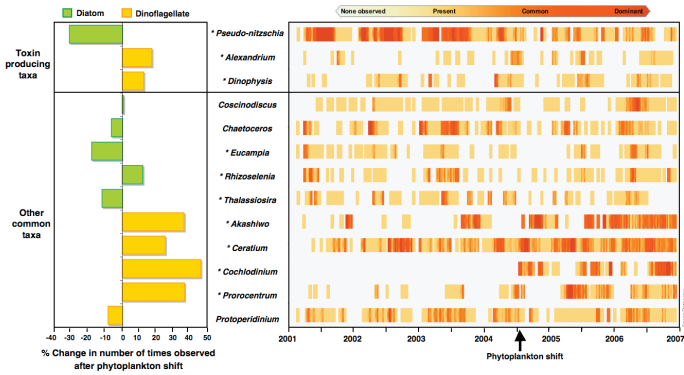 Diatom Dinoflagellate
None observed Present Common Dominant
Toxin
producing
taxa
* Pseudo-nitzschia
* Alexandrium
* Dinophysis
Other
common
taxa
Coscinodiscus
Chaetoceros
* Eucampia
* Rhizoselenia
* Thalassiosira
* Akashiwo
* Ceratium
* Cochlodinium
* Prorocentrum
Protoperidinium
-40 -30 -20 -10 0 10 20 30 40 50
2001 2002 2003 2004 2005 2006 2007
% Change in number of times observed
after phytoplankton shift
Phytoplankton shift